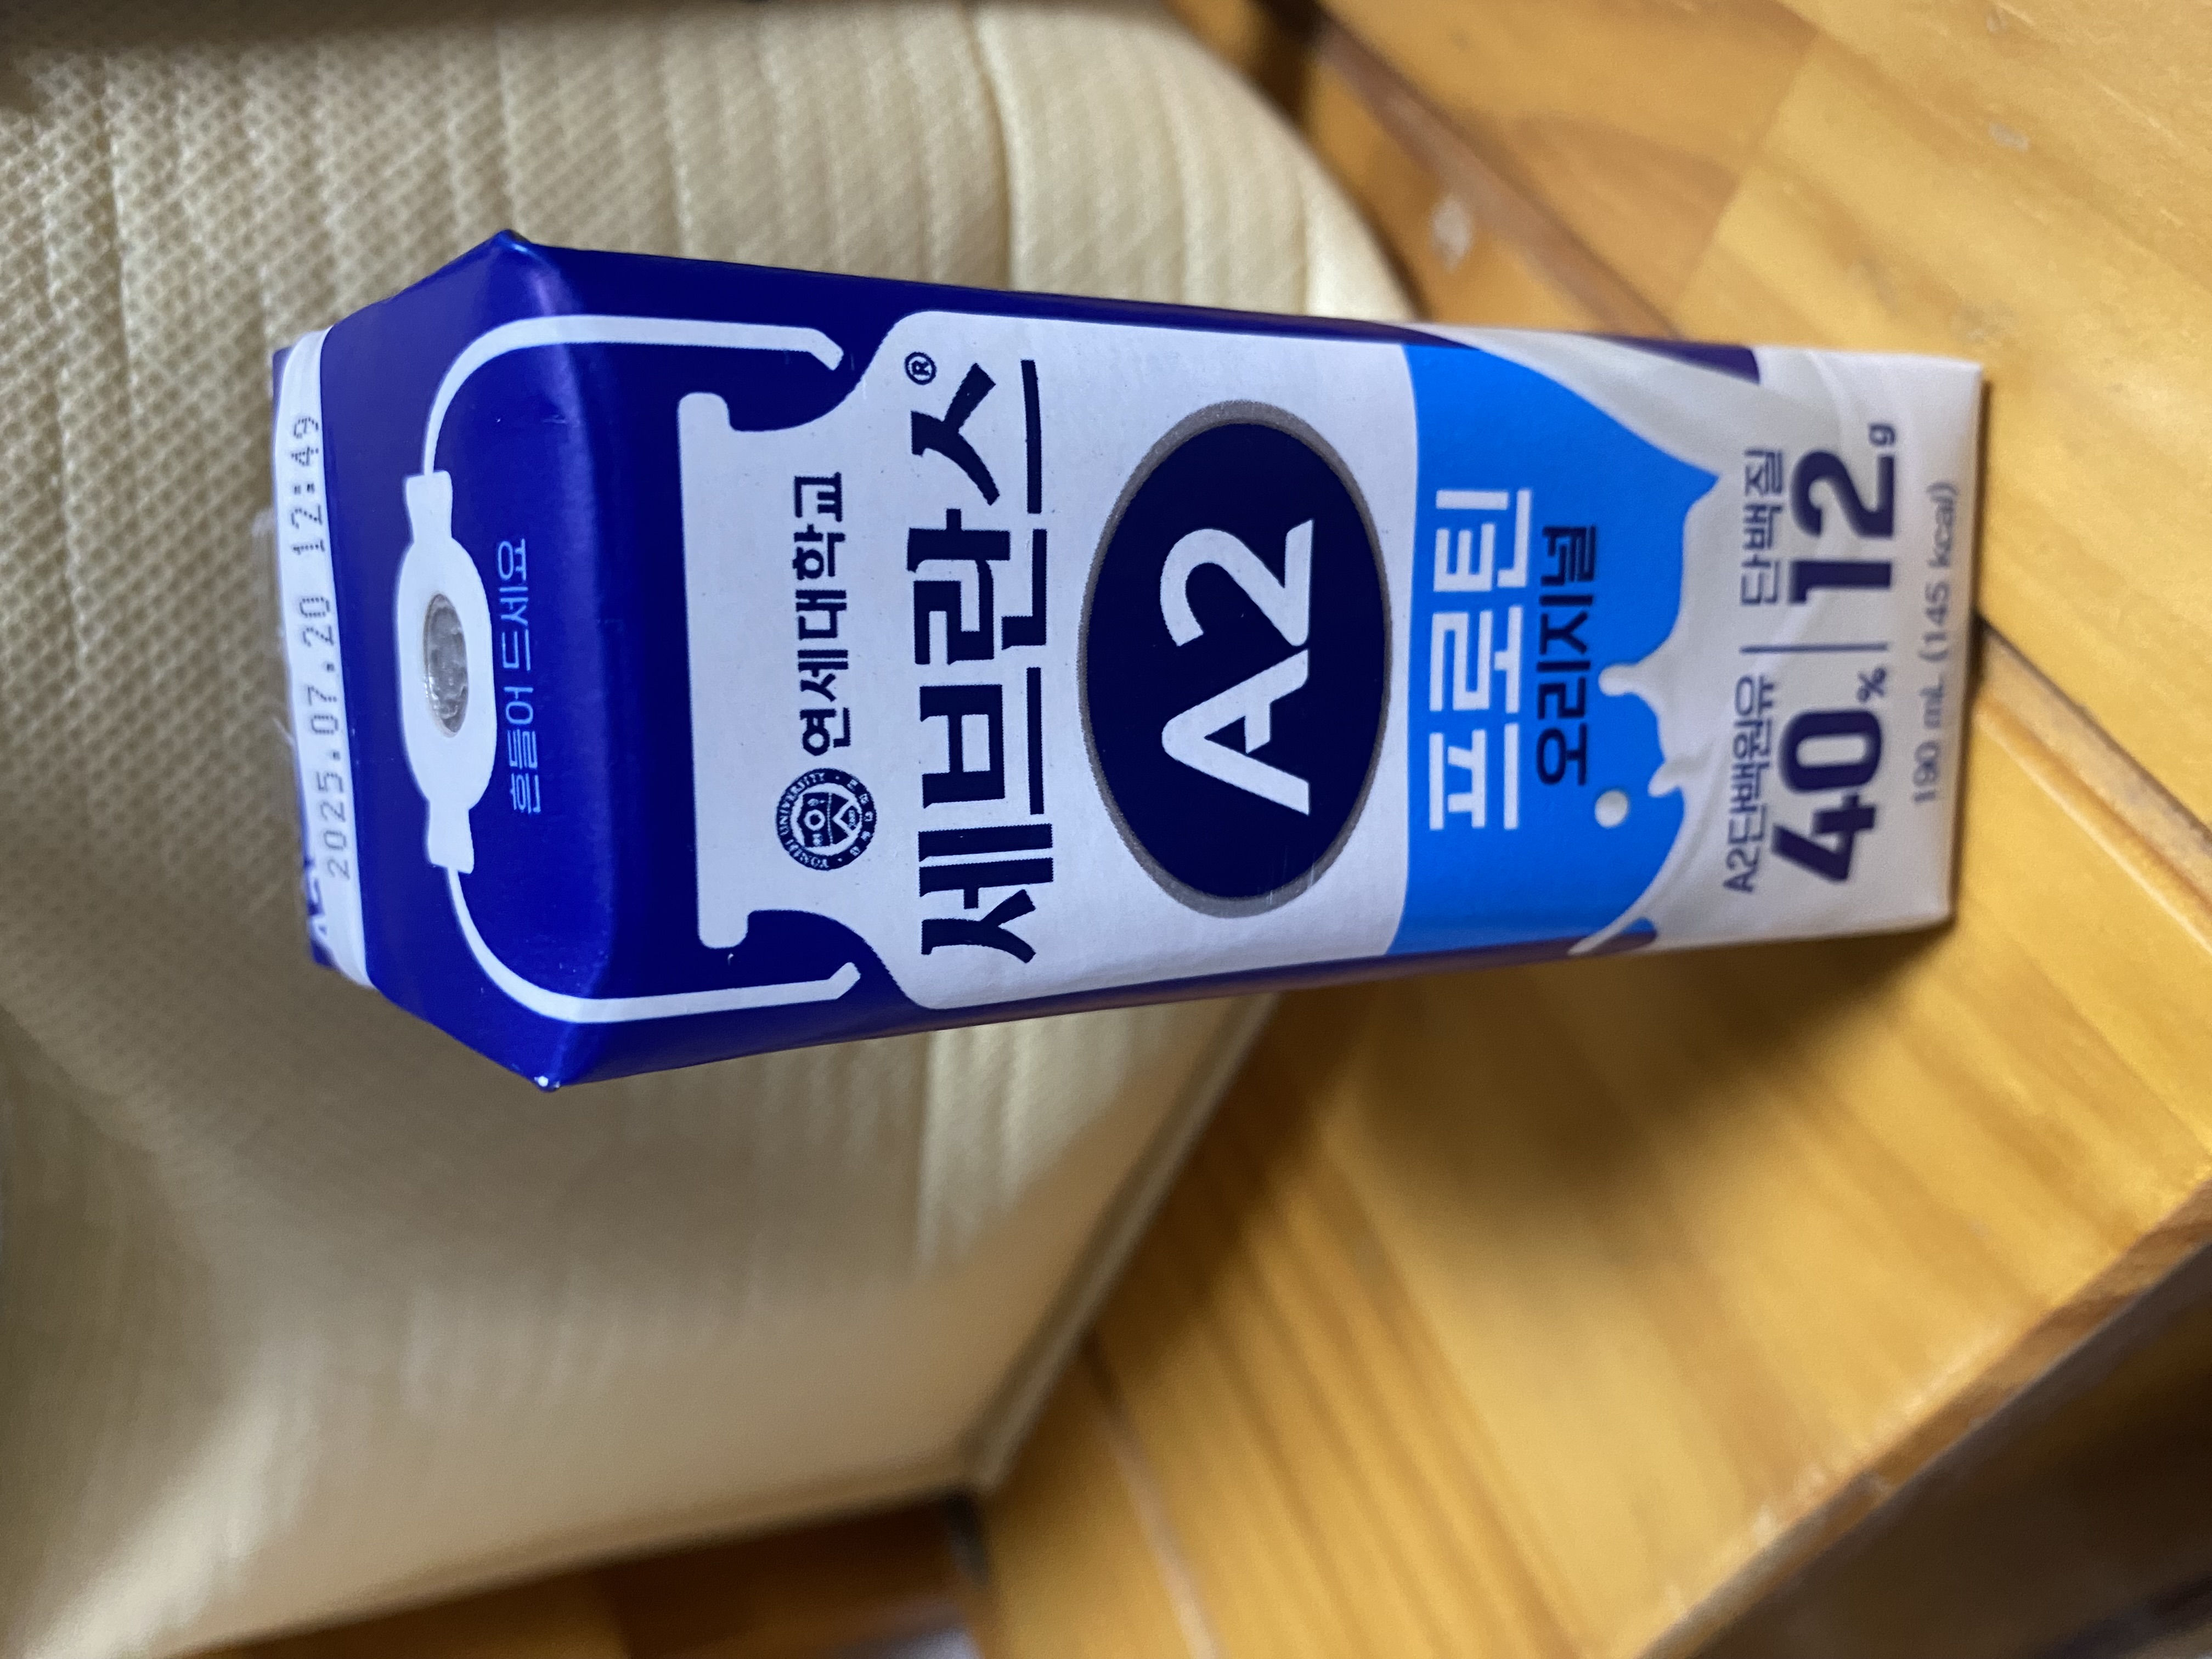 2025.07.20 12:49
흔들어 드세요
연세대학교
세브란스®
A2
프로틴
오리지널
A2단백원유 40% | 단백질 12g
190 mL (145 kcal)